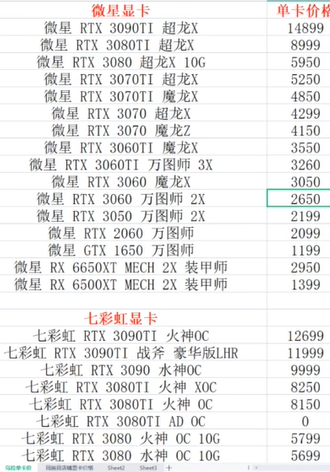 微星显卡 单卡价格
微星 RTX 3090TI 超龙X 14899
微星 RTX 3080TI 超龙X 8999
微星 RTX 3080 超龙X 10G 5950
微星 RTX 3070TI 超龙X 5250
微星 RTX 3070TI 魔龙X 4850
微星 RTX 3070 超龙X 4299
微星 RTX 3070 魔龙Z 4150
微星 RTX 3060TI 魔龙X 3550
微星 RTX 3060TI 万图师 3X 3260
微星 RTX 3060 魔龙X 3050
微星 RTX 3060 万图师 2X 2650
微星 RTX 3050 万图师 2X 2199
微星 RTX 2060 万图师 2099
微星 GTX 1650 万图师 1199
微星 RX 6650XT MECH 2X 装甲师 2950
微星 RX 6500XT MECH 2X 装甲师 1399
七彩虹显卡
七彩虹 RTX 3090TI 火神OC 12699
七彩虹 RTX 3090TI 战斧 豪华版LHR 11999
七彩虹 RTX 3090 水神OC 9999
七彩虹 RTX 3080TI 火神 XOC 8250
七彩虹 RTX 3080TI 火神 OC 8150
七彩虹 RTX 3080TI AD OC 0
七彩虹 RTX 3080 火神 OC 10G 5799
七彩虹 RTX 3080 水神 OC 10G 5699
Sheet2 Sheet3